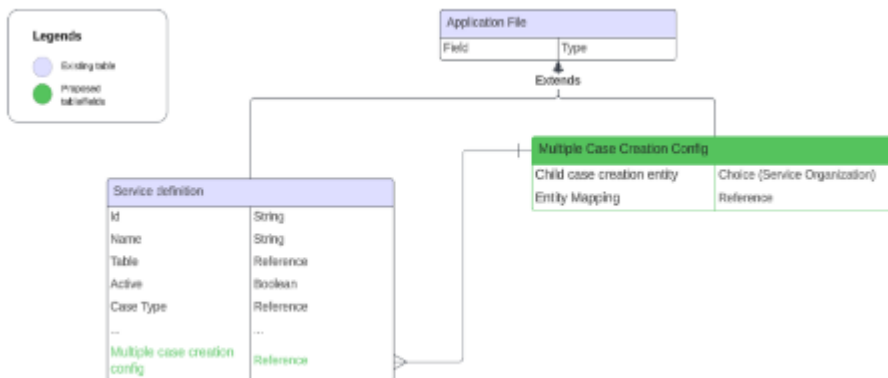 Legends
Existing table
Proposed
table/fields
Application File
Field Type
Extends
Multiple Case Creation Config
Child case creation entity Choice (Service Organization)
Entity Mapping Reference
Service definition
Id String
Name String
Table Reference
Active Boolean
Case Type Reference
... ...
Multiple case creation
config Reference